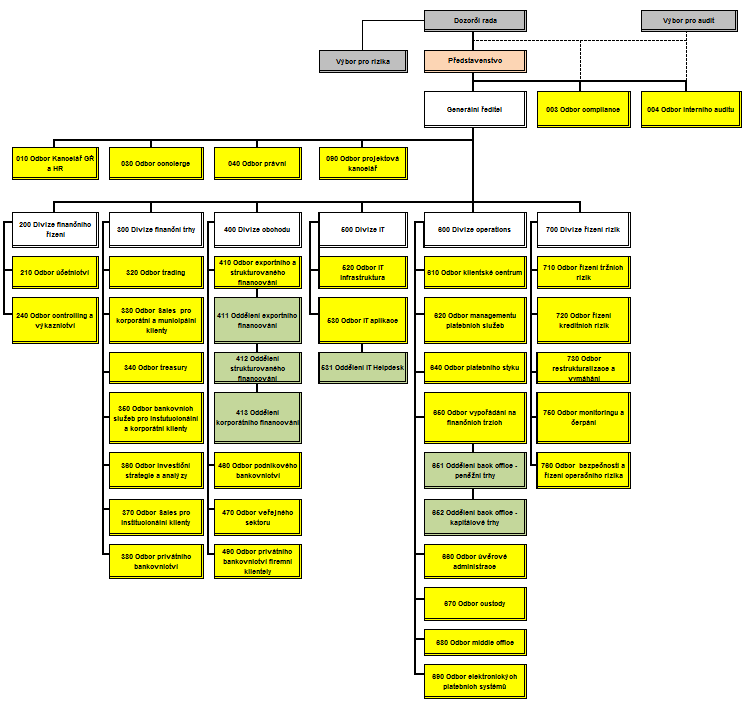 Dozorčí rada
Výbor pro audit
Výbor pro rizika
Představenstvo
Generální ředitel
003 Odbor compliance
004 Odbor interního auditu
010 Odbor Kancelář GŘ
a HR
030 Odbor concierge
040 Odbor právní
090 Odbor projektová
kancelář
200 Divize finančního
řízení
300 Divize finanční trhy
400 Divize obchodu
500 Divize IT
600 Divize operations
700 Divize řízení rizik
210 Odbor účetnictví
240 Odbor controlling a
výkaznictví
320 Odbor trading
330 Odbor Sales pro
korporátní a municipální
klienty
340 Odbor treasury
350 Odbor bankovních
služeb pro instutucionální
a korporátní klienty
360 Odbor investiční
strategie a analýzy
370 Odbor Sales pro
institucionální klienty
380 Odbor privátního
bankovnictví
410 Odbor exportního a
strukturovaného
financování
411 Oddělení exportního
financování
412 Oddělení
strukturovaného
financování
413 Oddělení
korporátního financování
460 Odbor podnikového
bankovnictví
470 Odbor veřejného
sektoru
490 Odbor privátního
bankovnictví firemní
klientely
520 Odbor IT
infrastruktura
530 Odbor IT aplikace
531 Oddělení IT Helpdesk
610 Odbor klientské centrum
620 Odbor managementu
platebních služeb
640 Odbor platebního styku
650 Odbor vypořádání na
finančních trzích
651 Oddělení back office -
peněžní trhy
652 Oddělení back office -
kapitálové trhy
660 Odbor úvěrové
administrace
670 Odbor custody
680 Odbor middle office
690 Odbor elektronických
platebních systémů
710 Odbor řízení tržních
rizik
720 Odbor řízení
kreditních rizik
730 Odbor
restrukturalizace a
vymáhání
750 Odbor monitoringu a
čerpání
760 Odbor bezpečnosti a
řízení operačního rizika